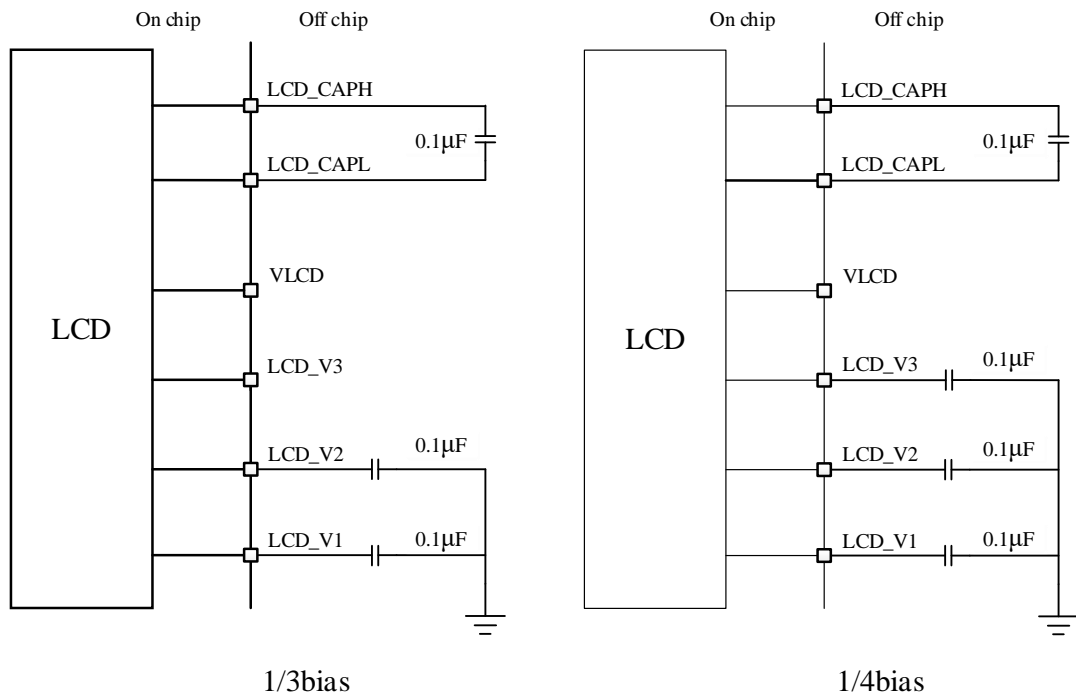 On chip Off chip
LCD_CAPH
0.1μF
LCD_CAPL
VLCD
LCD
LCD_V3
LCD_V2
0.1μF
LCD_V1
0.1μF
1/3bias
On chip Off chip
LCD_CAPH
0.1μF
LCD_CAPL
VLCD
LCD
LCD_V3
0.1μF
LCD_V2
0.1μF
LCD_V1
0.1μF
1/4bias